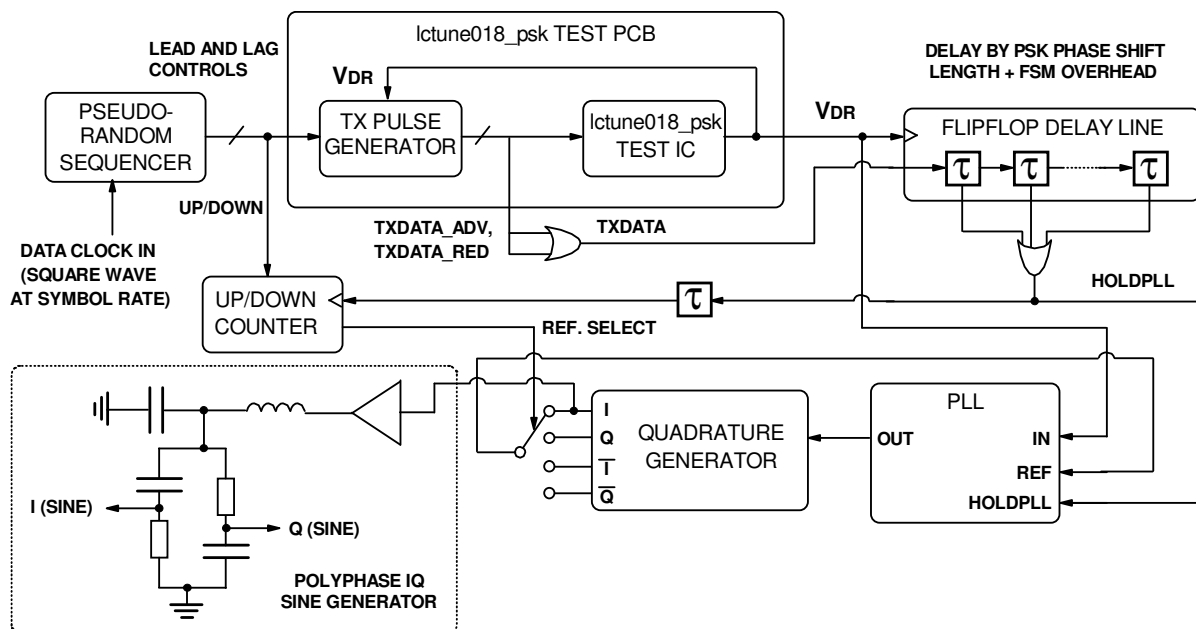 lctune018_psk TEST PCB
LEAD AND LAG
CONTROLS
DELAY BY PSK PHASE SHIFT
LENGTH + FSM OVERHEAD
VDR
VDR
PSEUDO-
RANDOM
SEQUENCER
TX PULSE
GENERATOR
lctune018_psk
TEST IC
FLIPFLOP DELAY LINE
τ
τ
τ
UP/DOWN
TXDATA_ADV,
TXDATA_RED
TXDATA
DATA CLOCK IN
(SQUARE WAVE
AT SYMBOL RATE)
UP/DOWN
COUNTER
τ
HOLDPLL
REF. SELECT
I
Q
I̅
Q̅
QUADRATURE
GENERATOR
PLL
OUT
IN
REF
HOLDPLL
I (SINE)
Q (SINE)
POLYPHASE IQ
SINE GENERATOR